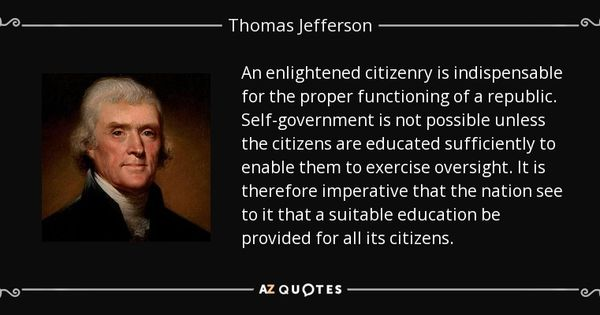 Thomas Jefferson
An enlightened citizenry is indispensable
for the proper functioning of a republic.
Self-government is not possible unless
the citizens are educated sufficiently to
enable them to exercise oversight. It is
therefore imperative that the nation see
to it that a suitable education be
provided for all its citizens.
AZ QUOTES